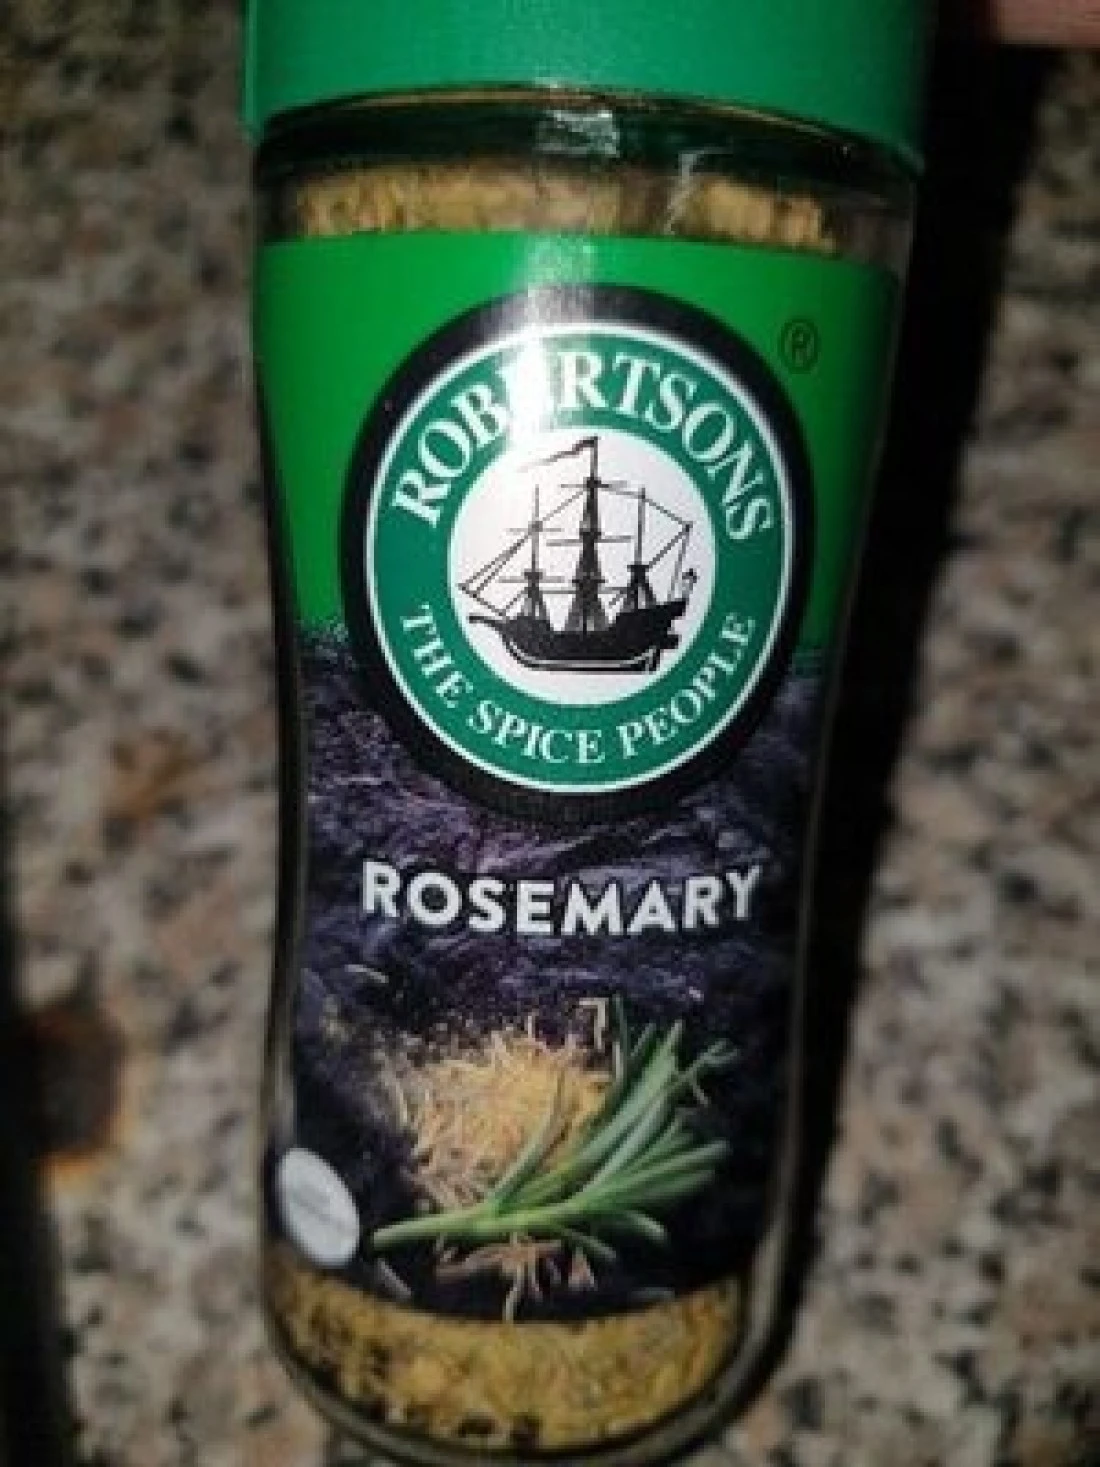 ®
ROBERTSONS
THE SPICE PEOPLE
ROSEMARY